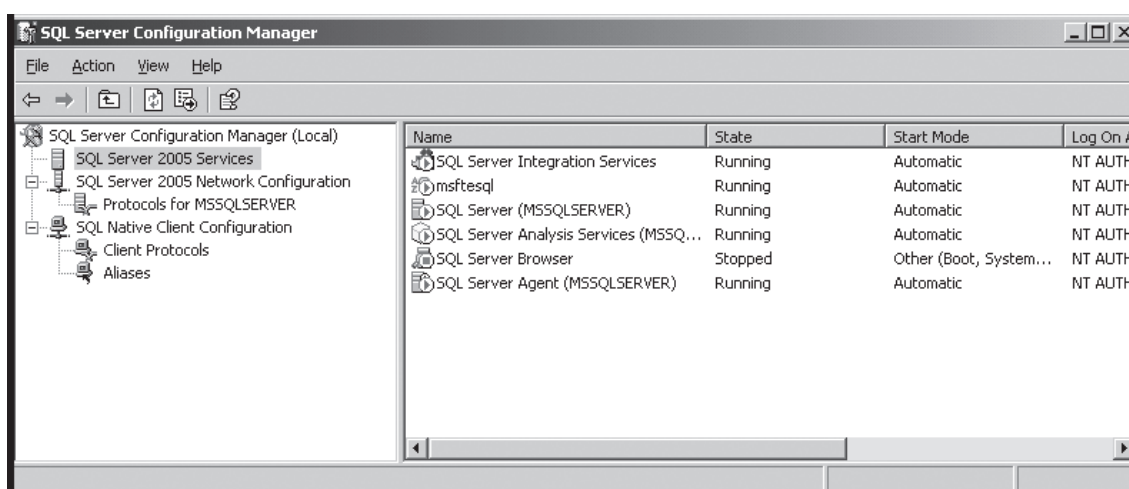 SQL Server Configuration Manager
File Action View Help
SQL Server Configuration Manager (Local)
SQL Server 2005 Services
SQL Server 2005 Network Configuration
Protocols for MSSQLSERVER
SQL Native Client Configuration
Client Protocols
Aliases
Name State Start Mode Log On A
SQL Server Integration Services Running Automatic NT AUTH
msftesql Running Automatic NT AUTH
SQL Server (MSSQLSERVER) Running Automatic NT AUTH
SQL Server Analysis Services (MSSQ... Running Automatic NT AUTH
SQL Server Browser Stopped Other (Boot, System... NT AUTH
SQL Server Agent (MSSQLSERVER) Running Automatic NT AUTH